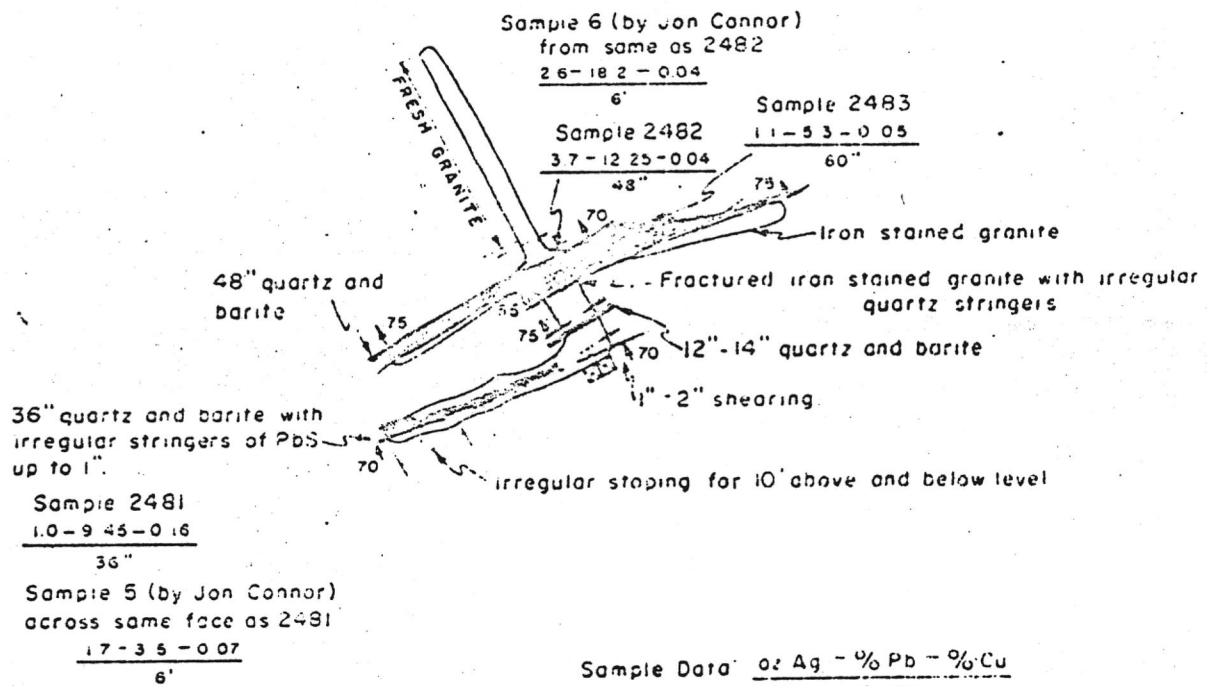 Sample 6 (by Jon Connor)
from same as 2482
2.6-18.2-0.04
6'
FRESH GRANITE
Sample 2482
3.7-12.25-0.04
48"
Sample 2483
1.1-5.3-0.05
60"
75
70
Iron stained granite
48" quartz and
barite
75
55
Fractured iron stained granite with irregular
quartz stringers
75
12"-14" quartz and barite
70
1"-2" shearing
36" quartz and barite with
irregular stringers of PbS
up to 1".
70
irregular stoping for 10' above and below level
Sample 2481
1.0-9.45-0.16
36"
Sample 5 (by Jon Connor)
across same face as 2481
1.7-3.5-0.07
6'
Sample Data oz Ag - % Pb - % Cu